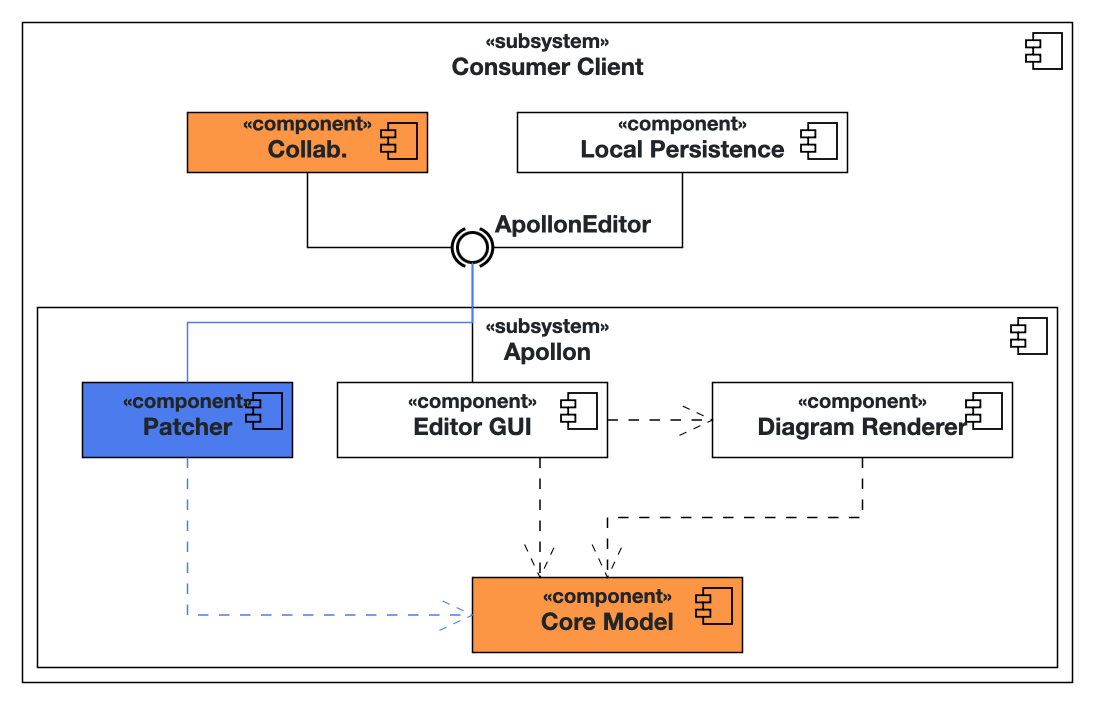 «subsystem»
Consumer Client
«component»
Collab.
«component»
Local Persistence
ApollonEditor
«subsystem»
Apollon
«component»
Patcher
«component»
Editor GUI
«component»
Diagram Renderer
«component»
Core Model